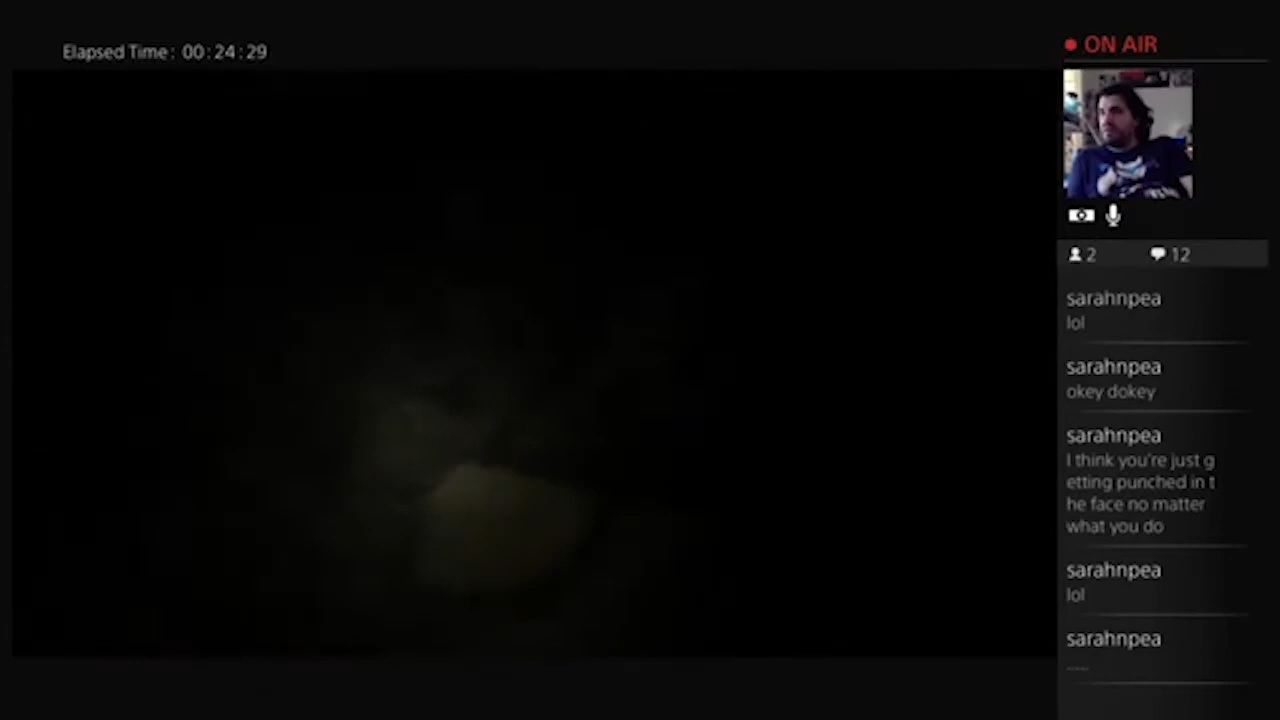 Elapsed Time: 00:24:29
ON AIR
2
12
sarahnpea
lol
sarahnpea
okey dokey
sarahnpea
I think you're just g
etting punched in t
he face no matter
what you do
sarahnpea
lol
sarahnpea
.....